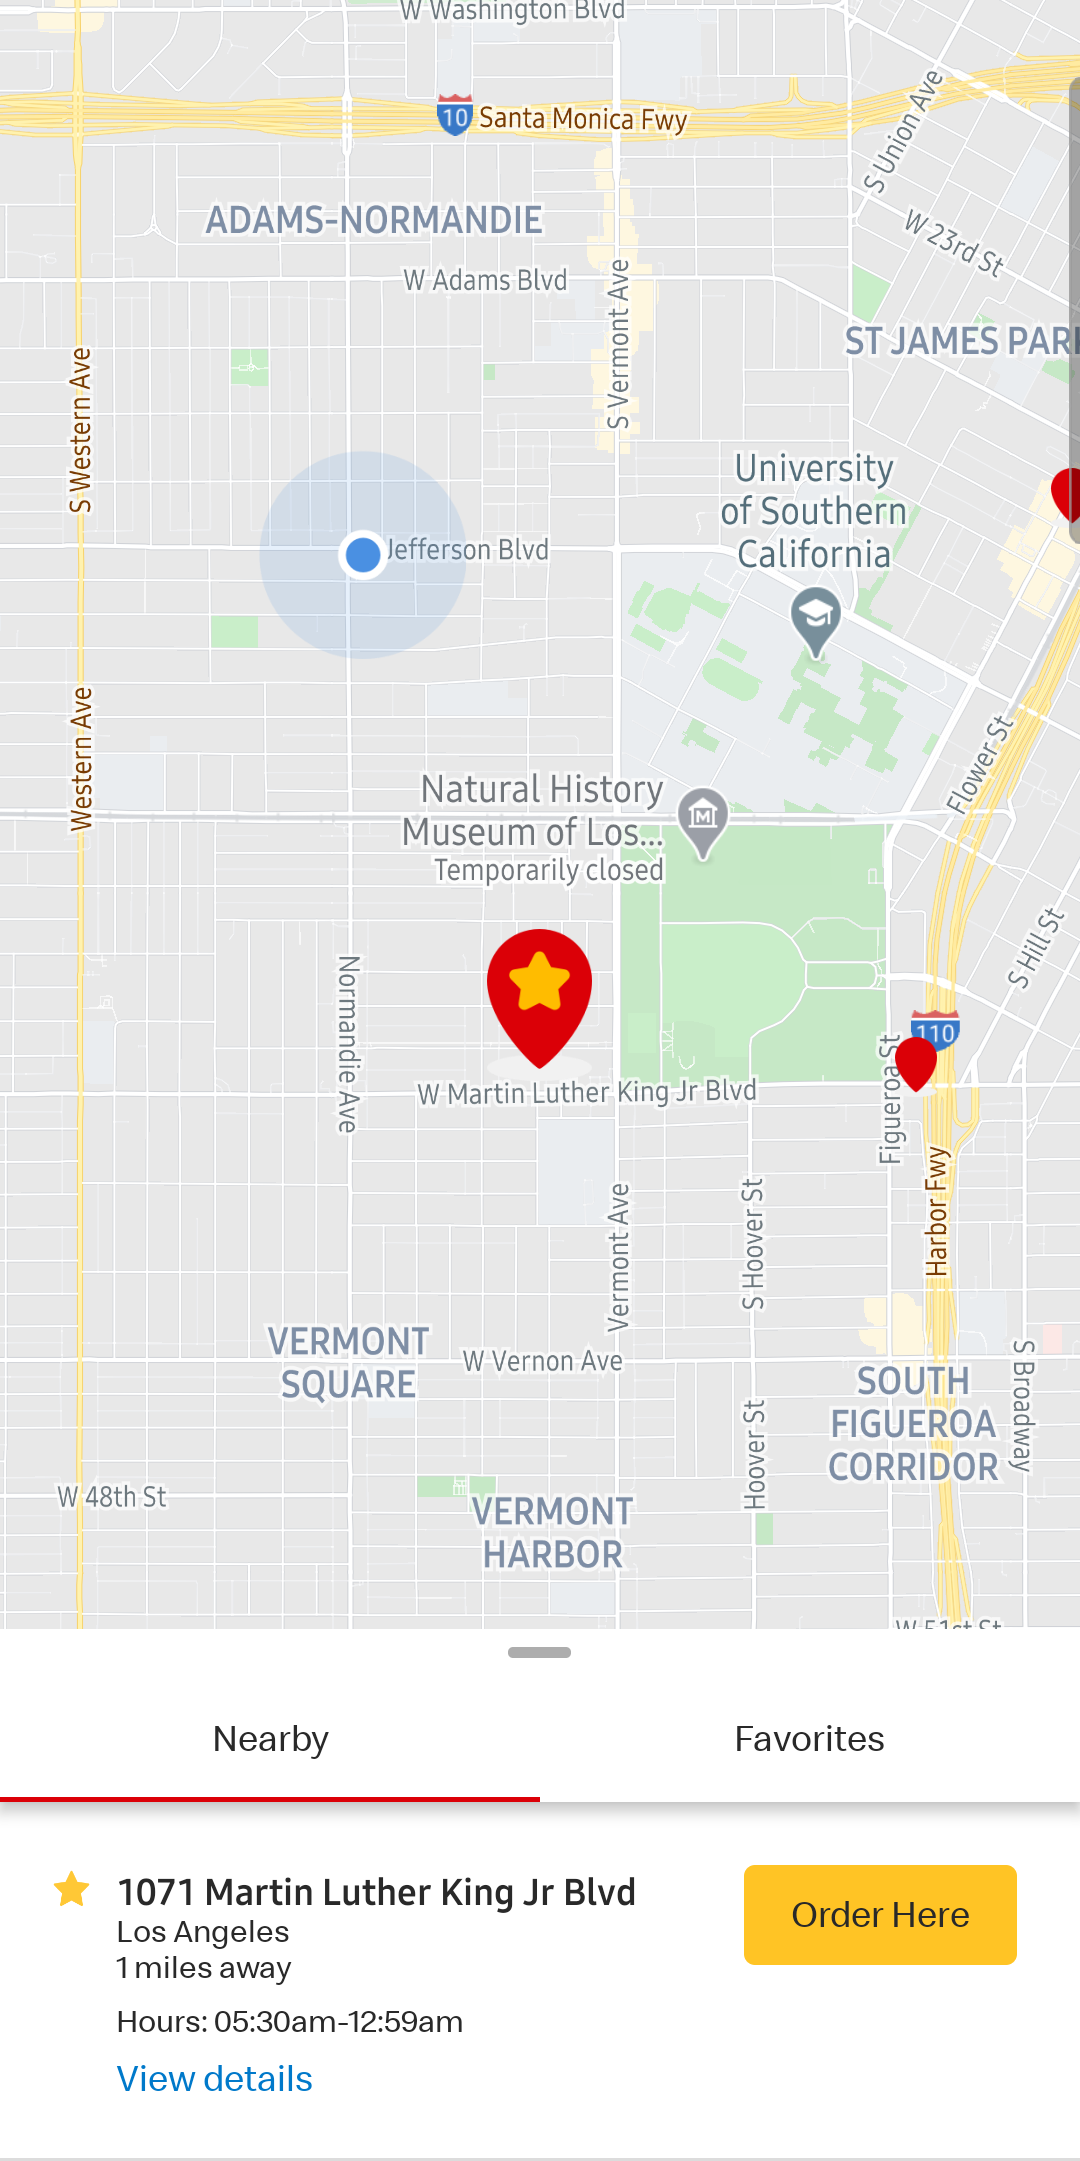 W Washington Blvd
10
Santa Monica Fwy
S Union Ave
ADAMS-NORMANDIE
W 23rd St
W Adams Blvd
S Vermont Ave
ST JAMES PARK
S Western Ave
University
of Southern
California
Jefferson Blvd
Western Ave
Flower St
Natural History
Museum of Los...
Temporarily closed
M
S Hill St
Normandie Ave
110
Figueroa St
W Martin Luther King Jr Blvd
Harbor Fwy
Vermont Ave
S Hoover St
VERMONT
SQUARE
W Vernon Ave
S Broadway
SOUTH
FIGUEROA
CORRIDOR
Hoover St
W 48th St
VERMONT
HARBOR
W 51st St
Nearby
Favorites
1071 Martin Luther King Jr Blvd
Los Angeles
1 miles away
Order Here
Hours: 05:30am-12:59am
View details